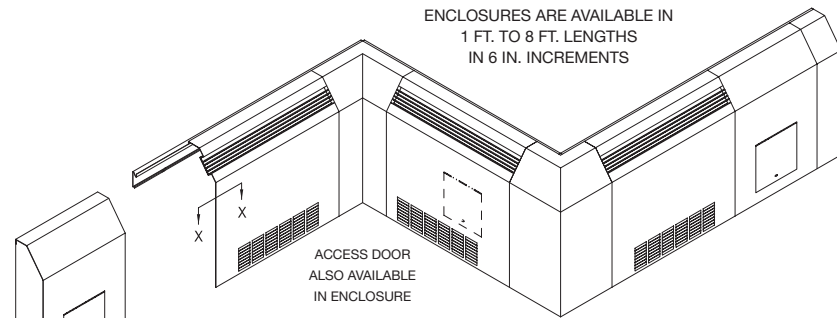 ENCLOSURES ARE AVAILABLE IN
1 FT. TO 8 FT. LENGTHS
IN 6 IN. INCREMENTS
X
X
ACCESS DOOR
ALSO AVAILABLE
IN ENCLOSURE